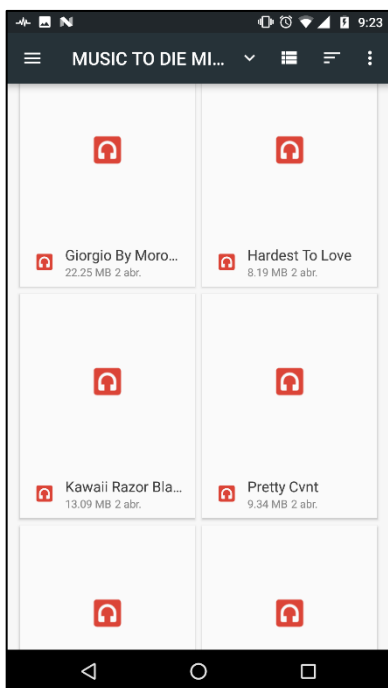 9:23
MUSIC TO DIE MI...
Giorgio By Moro...
22.25 MB 2 abr.
Hardest To Love
8.19 MB 2 abr.
Kawaii Razor Bla...
13.09 MB 2 abr.
Pretty Cvnt
9.34 MB 2 abr.